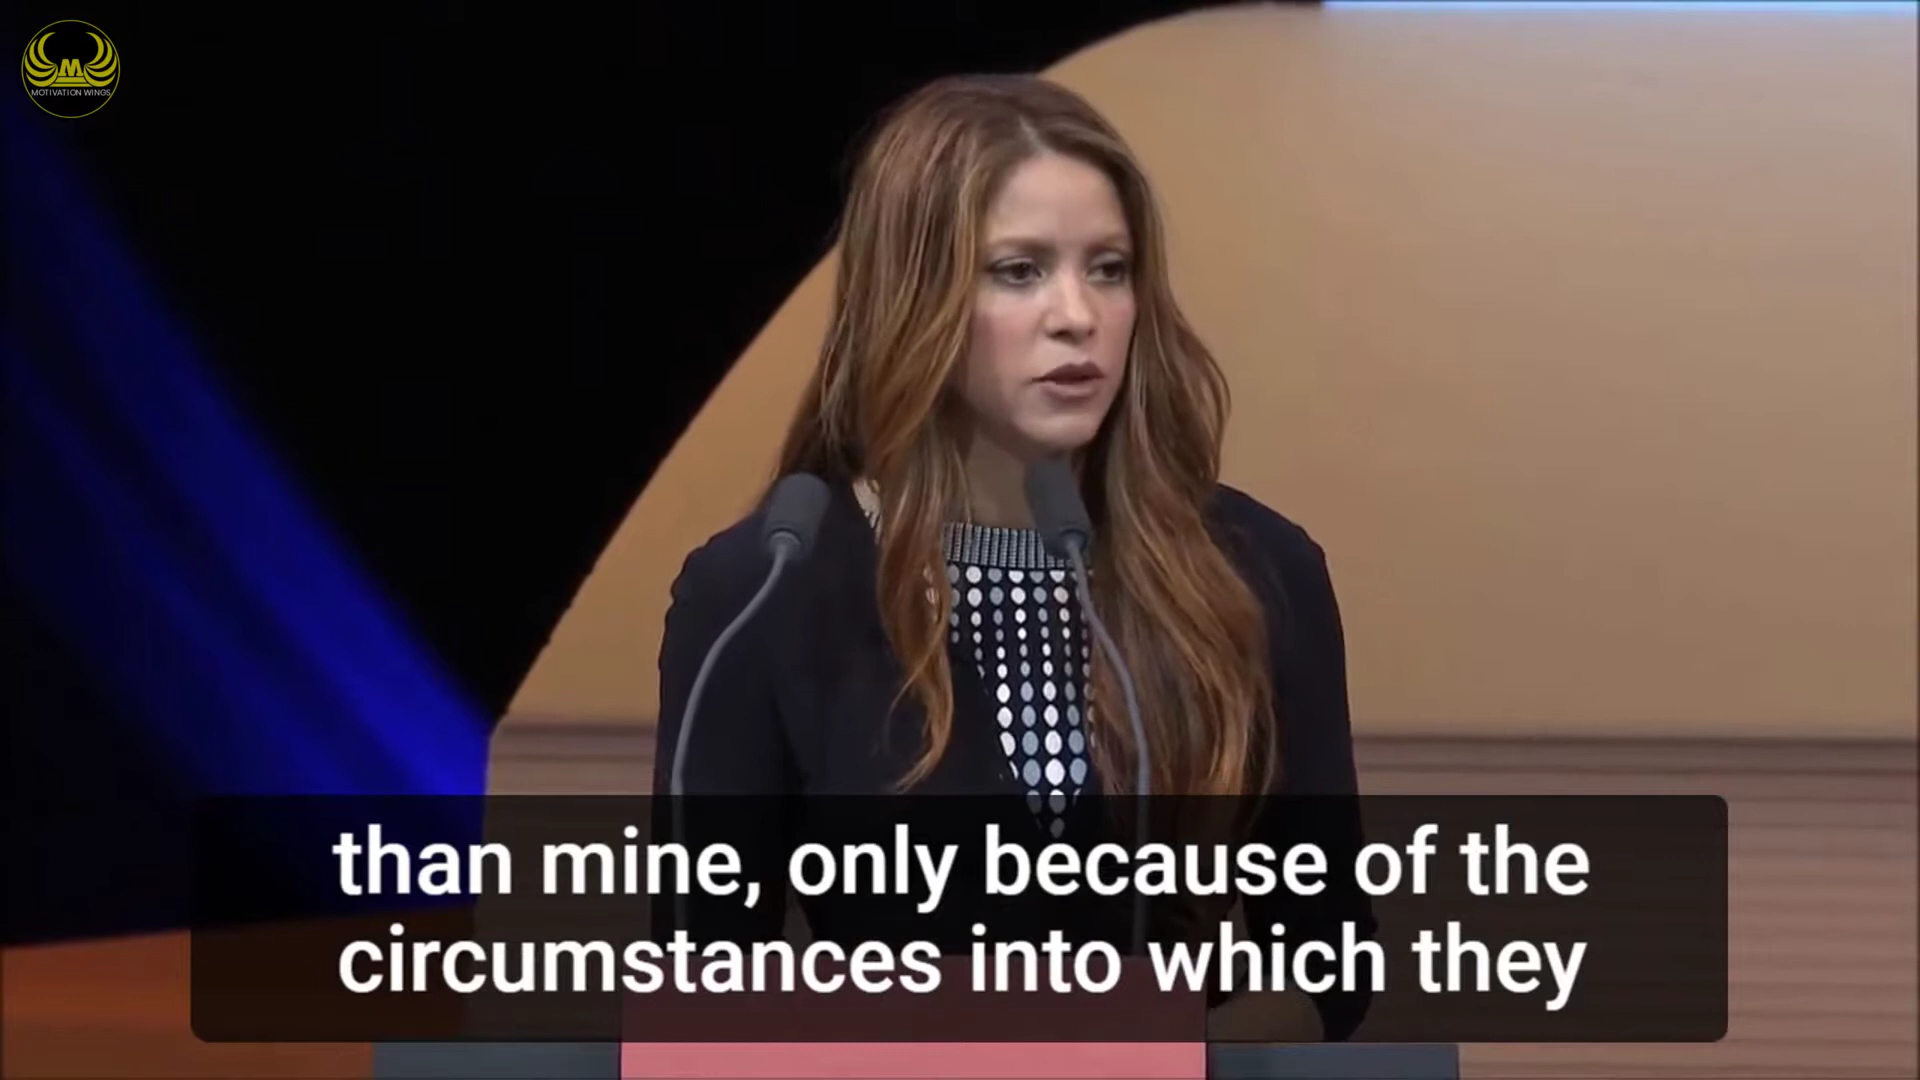 M
MOTIVATION WINGS
than mine, only because of the
circumstances into which they